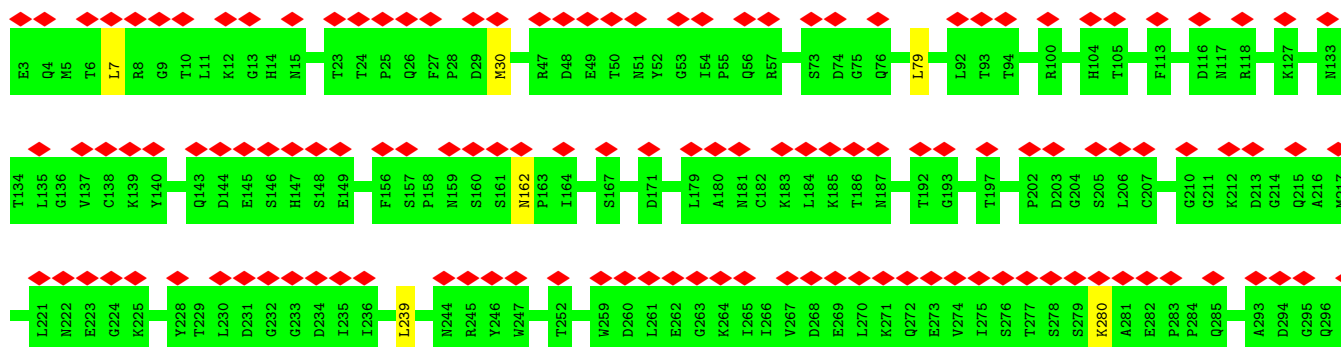 E3 Q4 M5 T6 L7 R8 G9 T10 L11 K12 G13 H14 N15 T23 T24 P25 Q26 F27 P28 D29 M30 R47 D48 E49 T50 N51 Y52 G53 I54 P55 Q56 R57 S73 D74 G75 Q76 L79 L92 T93 T94 R100 H104 T105 F113 D116 N117 R118 K127 N133
T134 L135 G136 V137 C138 K139 Y140 Q143 D144 E145 S146 H147 S148 E149 F156 S157 P158 N159 S160 S161 N162 P163 I164 S167 D171 L179 A180 N181 C182 K183 L184 K185 T186 N187 T192 G193 T197 P202 D203 G204 S205 L206 C207 G210 G211 K212 D213 G214 Q215 A216 M217
L221 N222 E223 G224 K225 Y228 T229 L230 D231 G232 G233 D234 I235 I236 L239 N244 R245 Y246 W247 T252 W259 D260 L261 E262 G263 K264 I265 I266 V267 D268 E269 L270 K271 Q272 E273 V274 I275 S276 T277 S278 S279 K280 A281 E282 P283 P284 Q285 A293 D294 G295 Q296